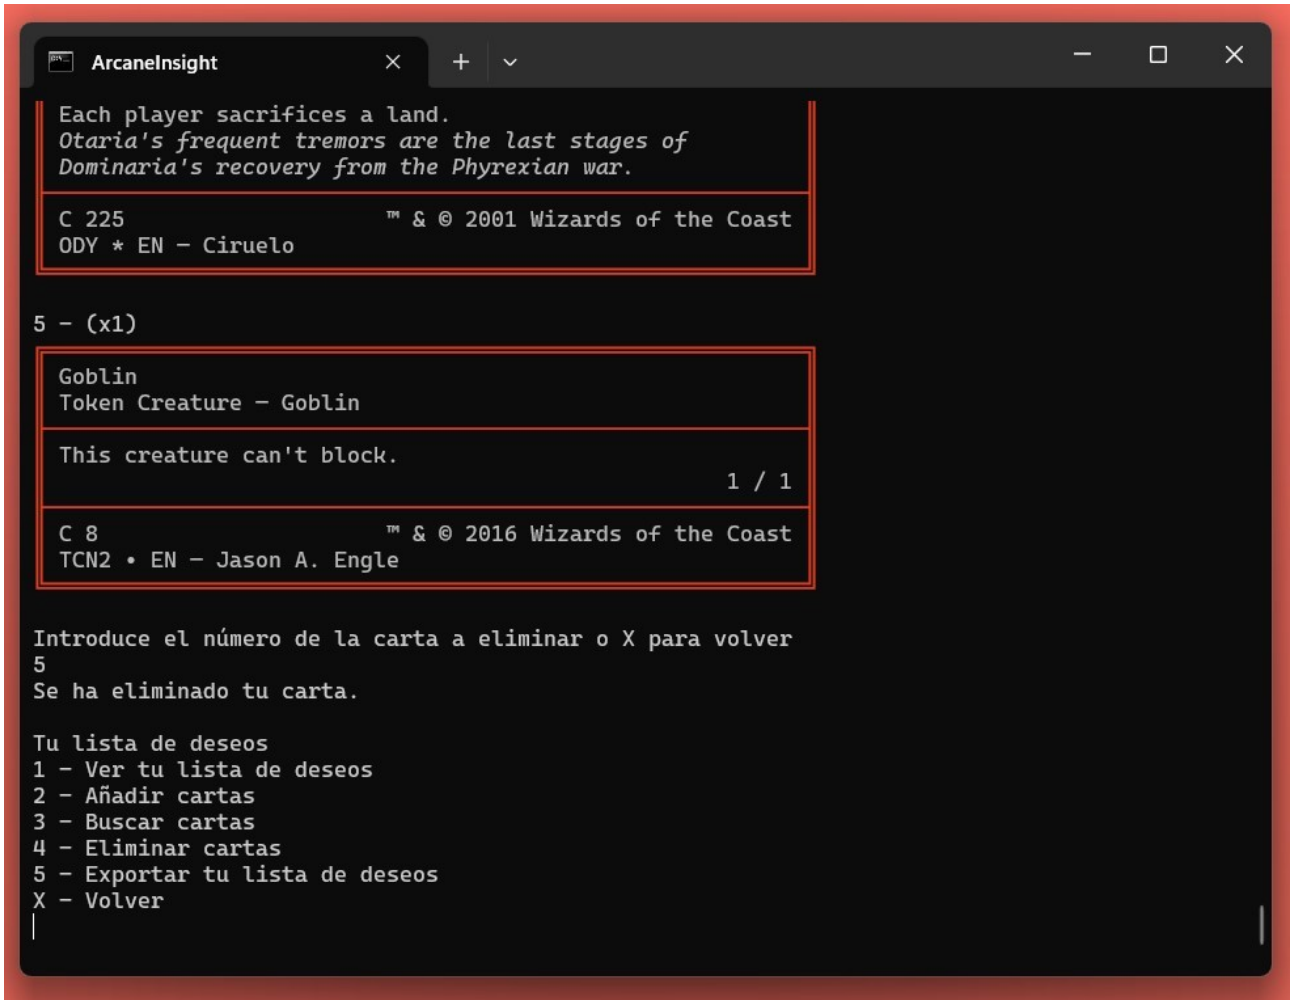 ArcaneInsight
Each player sacrifices a land.
Otaria's frequent tremors are the last stages of
Dominaria's recovery from the Phyrexian war.
C 225 ™ & © 2001 Wizards of the Coast
ODY * EN – Ciruelo
5 – (x1)
Goblin
Token Creature – Goblin
This creature can't block.
1 / 1
C 8 ™ & © 2016 Wizards of the Coast
TCN2 • EN – Jason A. Engle
Introduce el número de la carta a eliminar o X para volver
5
Se ha eliminado tu carta.
Tu lista de deseos
1 – Ver tu lista de deseos
2 – Añadir cartas
3 – Buscar cartas
4 – Eliminar cartas
5 – Exportar tu lista de deseos
X – Volver